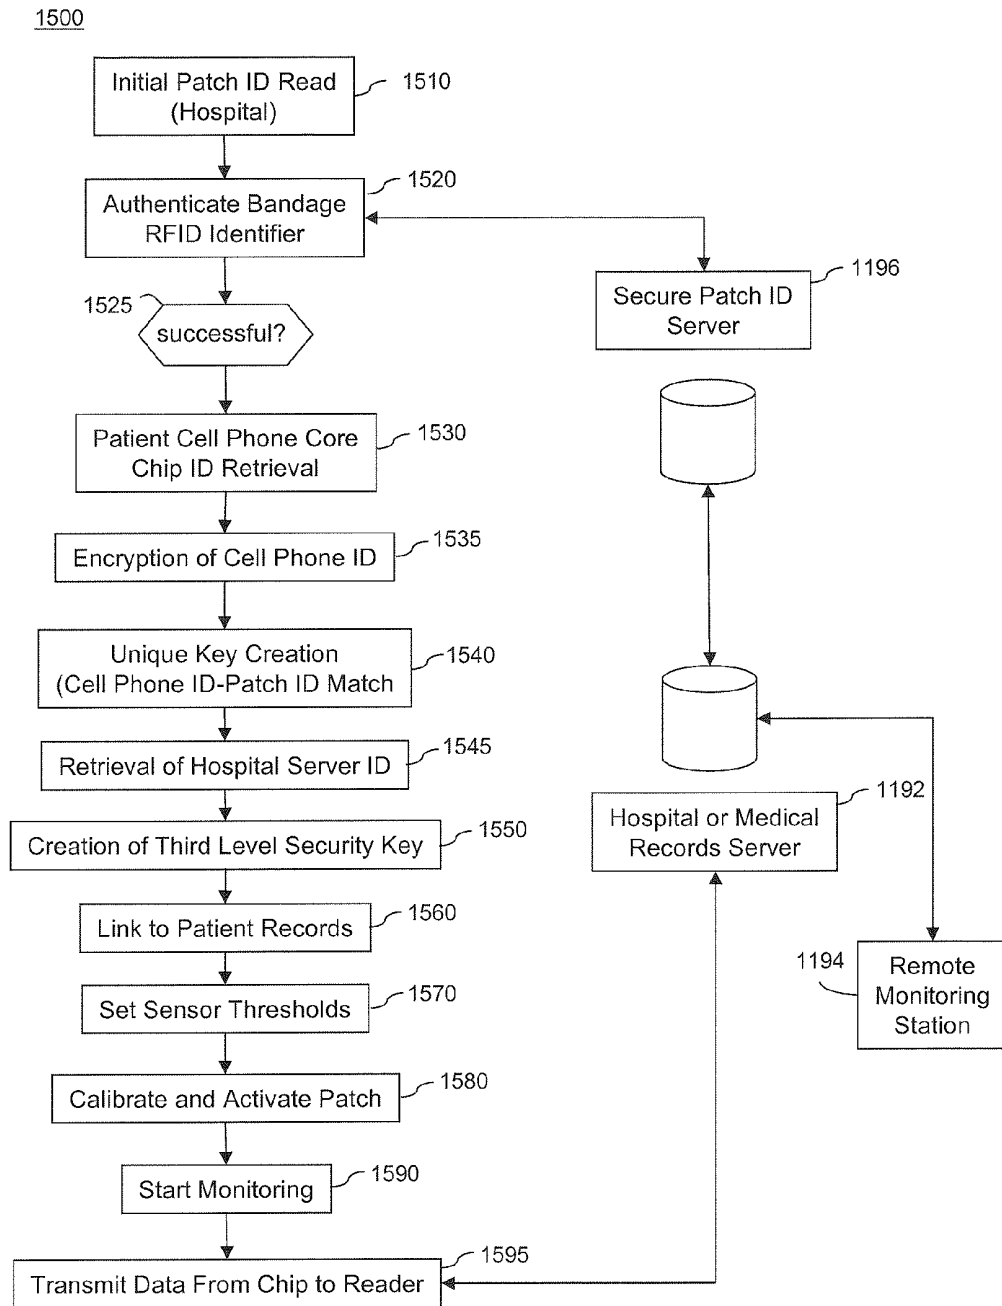 1500
Initial Patch ID Read
(Hospital)
1510
Authenticate Bandage
RFID Identifier
1520
1525
successful?
Secure Patch ID
Server
1196
Patient Cell Phone Core
Chip ID Retrieval
1530
Encryption of Cell Phone ID
1535
Unique Key Creation
(Cell Phone ID-Patch ID Match
1540
Retrieval of Hospital Server ID
1545
Creation of Third Level Security Key
1550
Hospital or Medical
Records Server
1192
Link to Patient Records
1560
Set Sensor Thresholds
1570
1194
Remote
Monitoring
Station
Calibrate and Activate Patch
1580
Start Monitoring
1590
Transmit Data From Chip to Reader
1595